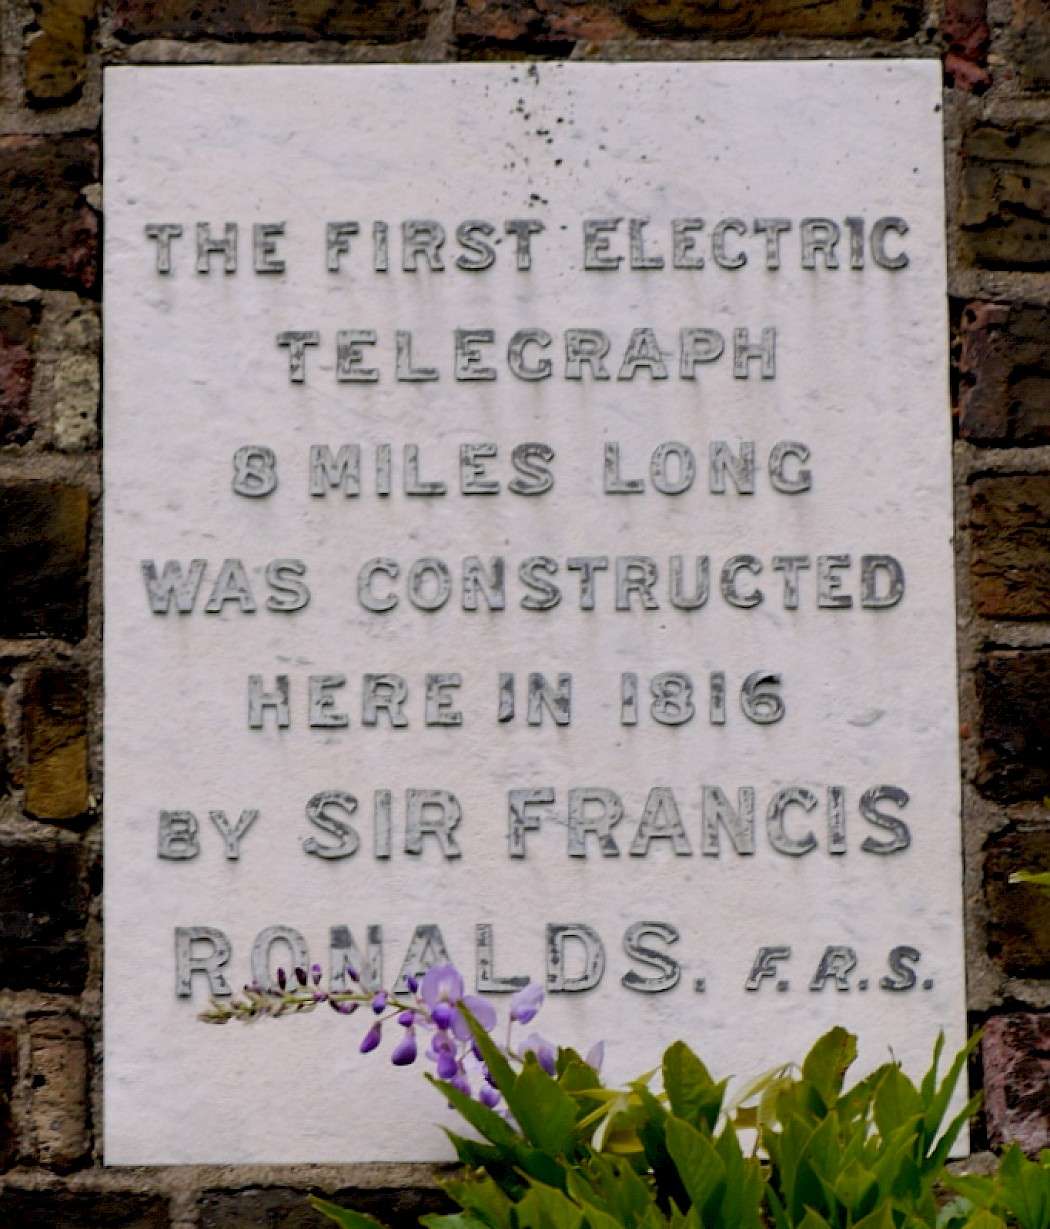 THE FIRST ELECTRIC
TELEGRAPH
8 MILES LONG
WAS CONSTRUCTED
HERE IN 1816
BY SIR FRANCIS
RONALDS. F.R.S.